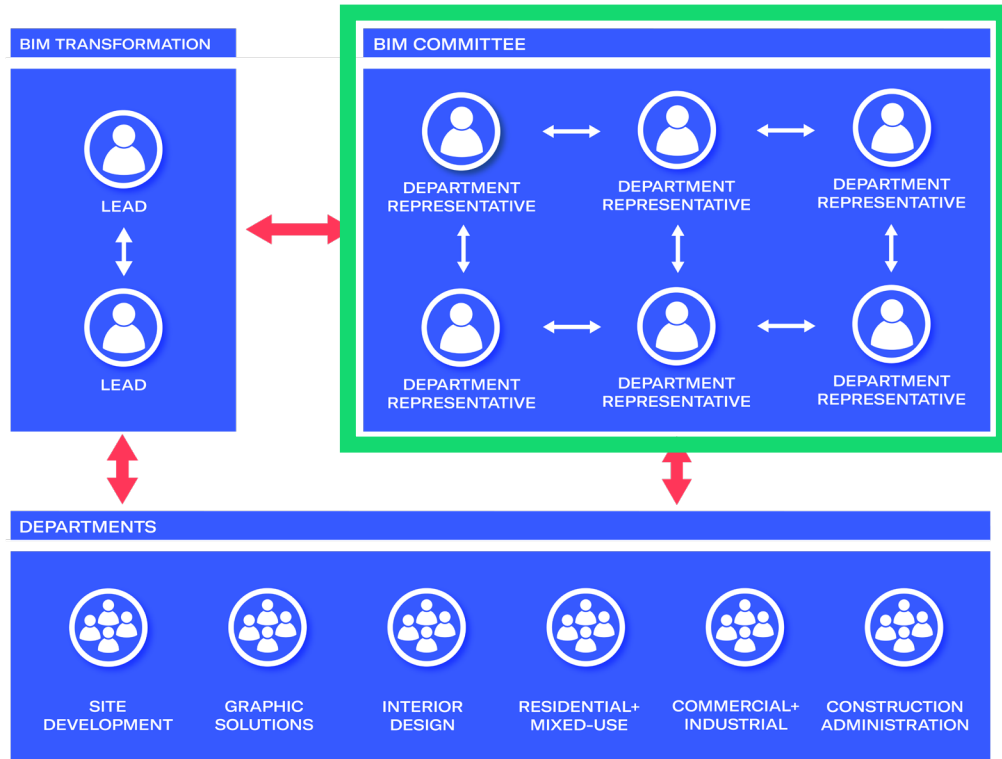 BIM TRANSFORMATION
LEAD
LEAD
BIM COMMITTEE
DEPARTMENT
REPRESENTATIVE
DEPARTMENT
REPRESENTATIVE
DEPARTMENT
REPRESENTATIVE
DEPARTMENT
REPRESENTATIVE
DEPARTMENT
REPRESENTATIVE
DEPARTMENT
REPRESENTATIVE
DEPARTMENTS
SITE
DEVELOPMENT
GRAPHIC
SOLUTIONS
INTERIOR
DESIGN
RESIDENTIAL+
MIXED-USE
COMMERCIAL+
INDUSTRIAL
CONSTRUCTION
ADMINISTRATION